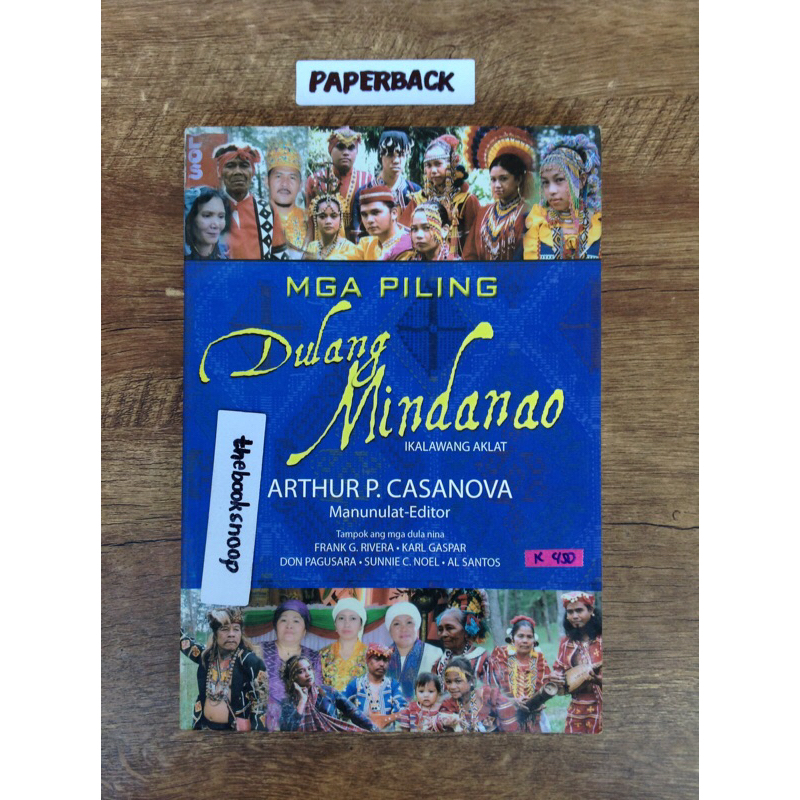 PAPERBACK
MGA PILING
Dulang
Mindanao
IKALAWANG AKLAT
ARTHUR P. CASANOVA
Manunulat-Editor
Tampok ang mga dula nina
FRANK G. RIVERA • KARL GASPAR
DON PAGUSARA • SUNNIE C. NOEL • AL SANTOS
thebooksnoop
K 450